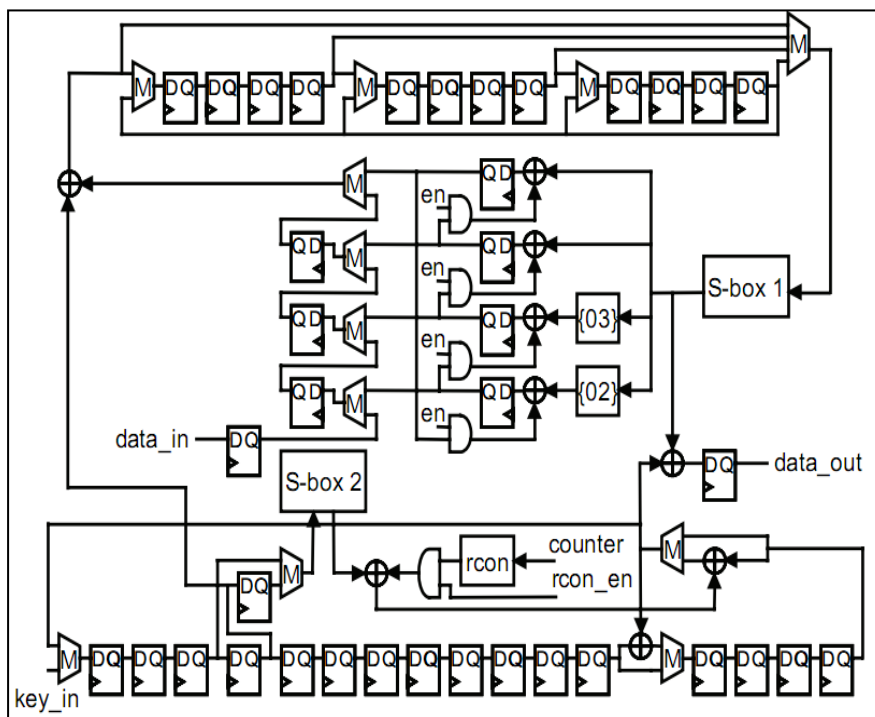 M
M DQ DQ DQ DQ M DQ DQ DQ DQ M DQ DQ DQ DQ
M QD
en
QD M QD
en
S-box 1
QD M QD {03}
en
QD M QD {02}
en
data_in DQ
DQ data_out
S-box 2
counter
M
rcon
M
DQ
rcon_en
M DQ DQ DQ DQ DQ DQ DQ DQ DQ DQ DQ DQ M DQ DQ DQ DQ
key_in